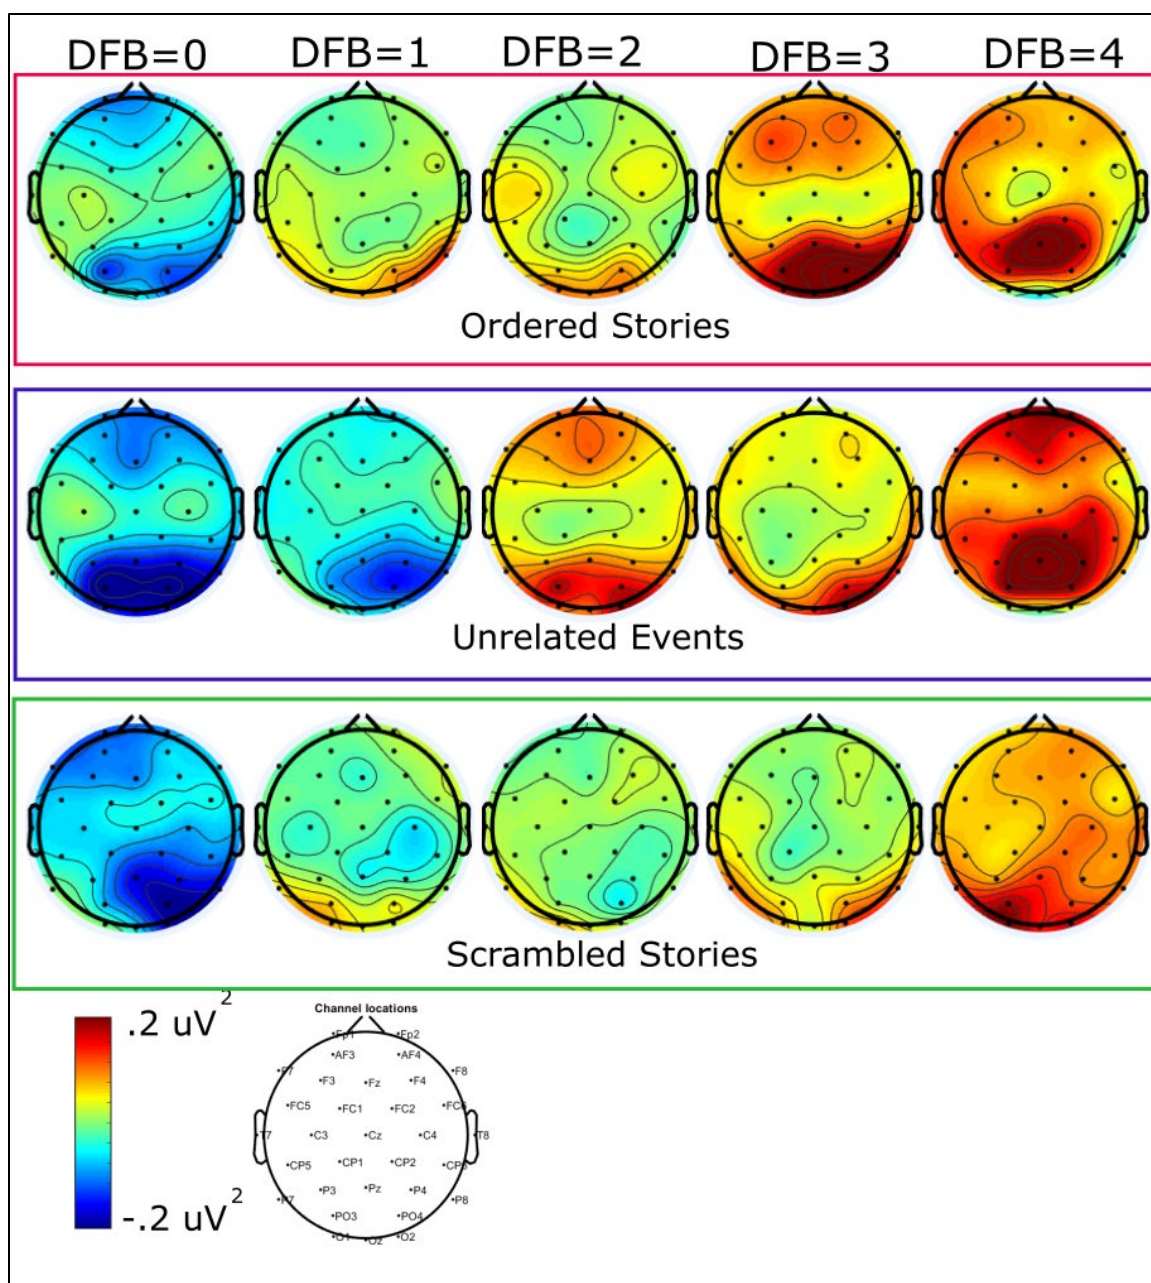 DFB=0 DFB=1 DFB=2 DFB=3 DFB=4
Ordered Stories
Unrelated Events
Scrambled Stories
.2 uV²
-.2 uV²
Channel locations
Fp1 Fp2
AF3 AF4
F7 F8
F3 Fz F4
FC5 FC1 FC2 FC6
T7 C3 Cz C4 T8
CP5 CP1 CP2 CP6
P3 Pz P4
P7 P8
PO3 PO4
O1 Oz O2